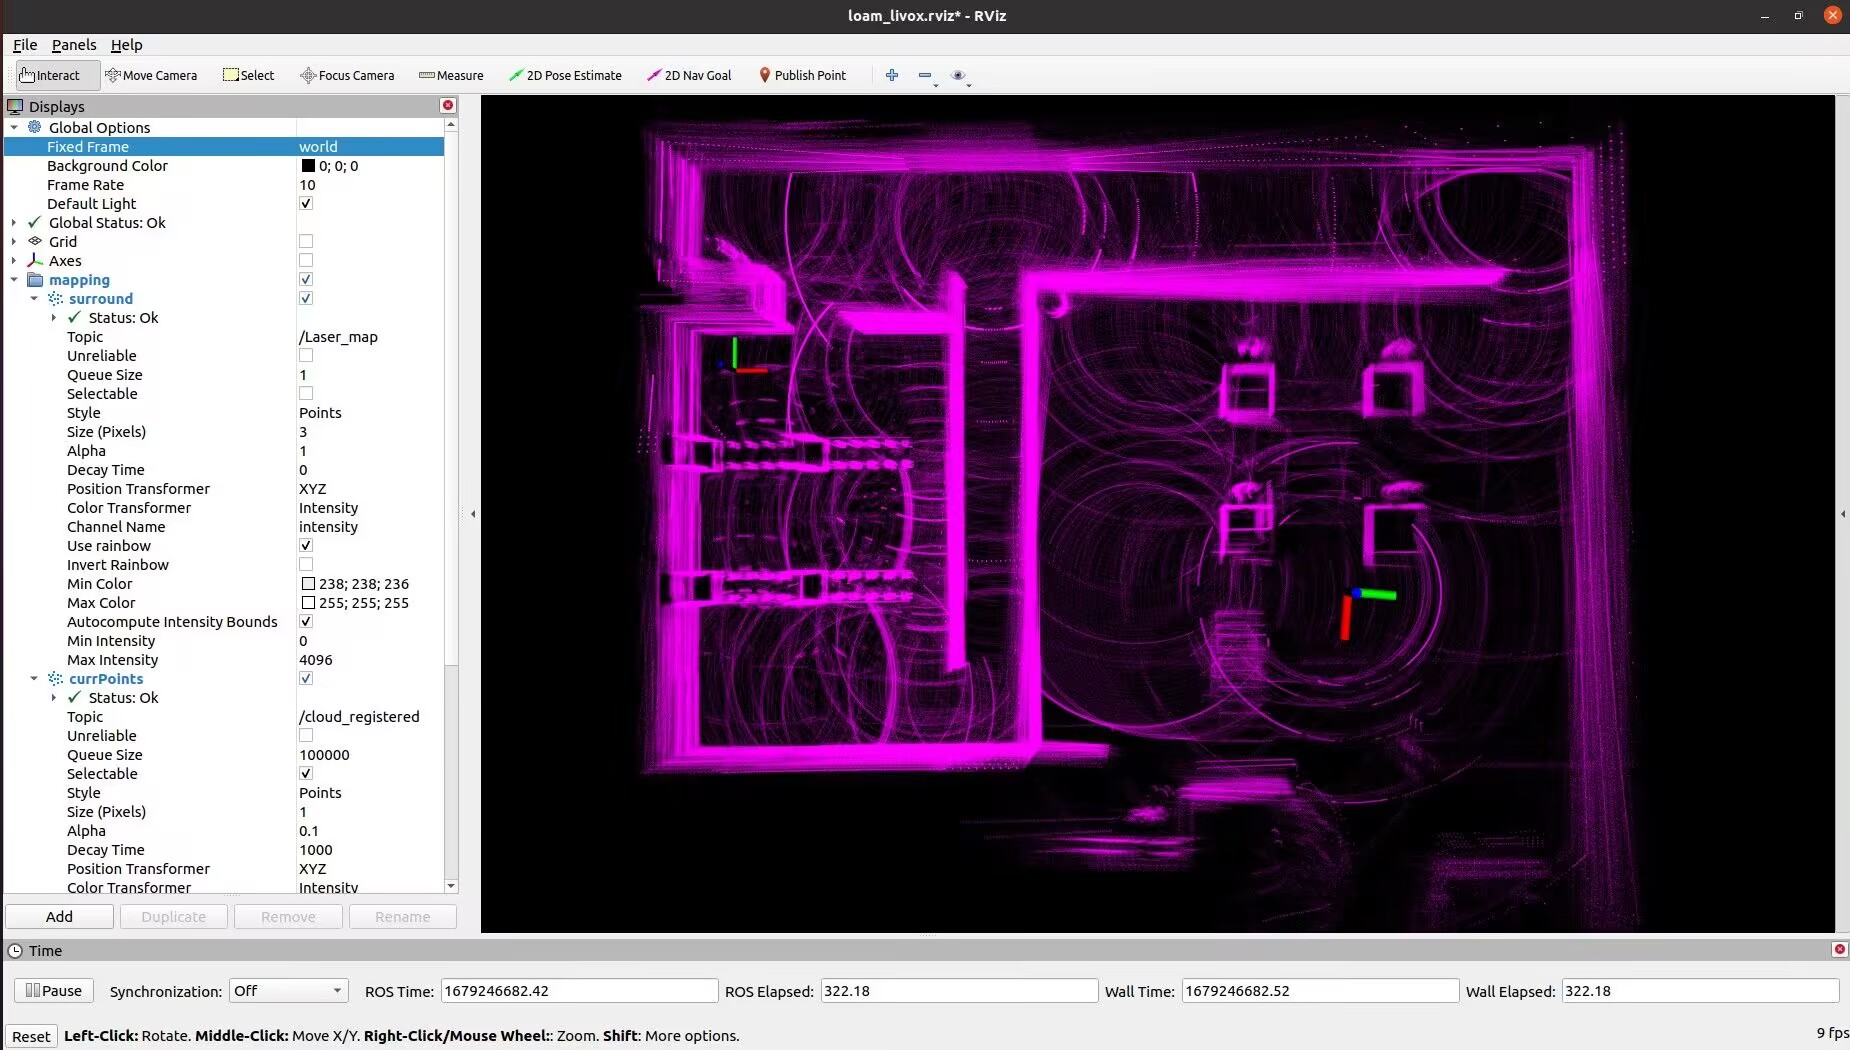 loam_livox.rviz* - RViz
File Panels Help
Interact Move Camera Select Focus Camera Measure 2D Pose Estimate 2D Nav Goal Publish Point
Displays
Global Options
Fixed Frame world
Background Color 0; 0; 0
Frame Rate 10
Default Light
Global Status: Ok
Grid
Axes
mapping
surround
Status: Ok
Topic /Laser_map
Unreliable
Queue Size 1
Selectable
Style Points
Size (Pixels) 3
Alpha 1
Decay Time 0
Position Transformer XYZ
Color Transformer Intensity
Channel Name intensity
Use rainbow
Invert Rainbow
Min Color 238; 238; 236
Max Color 255; 255; 255
Autocompute Intensity Bounds
Min Intensity 0
Max Intensity 4096
currPoints
Status: Ok
Topic /cloud_registered
Unreliable
Queue Size 100000
Selectable
Style Points
Size (Pixels) 1
Alpha 0.1
Decay Time 1000
Position Transformer XYZ
Color Transformer Intensity
Add Duplicate Remove Rename
Time
Pause Synchronization: Off ROS Time: 1679246682.42 ROS Elapsed: 322.18 Wall Time: 1679246682.52 Wall Elapsed: 322.18
Reset Left-Click: Rotate. Middle-Click: Move X/Y. Right-Click/Mouse Wheel:: Zoom. Shift: More options. 9 fps